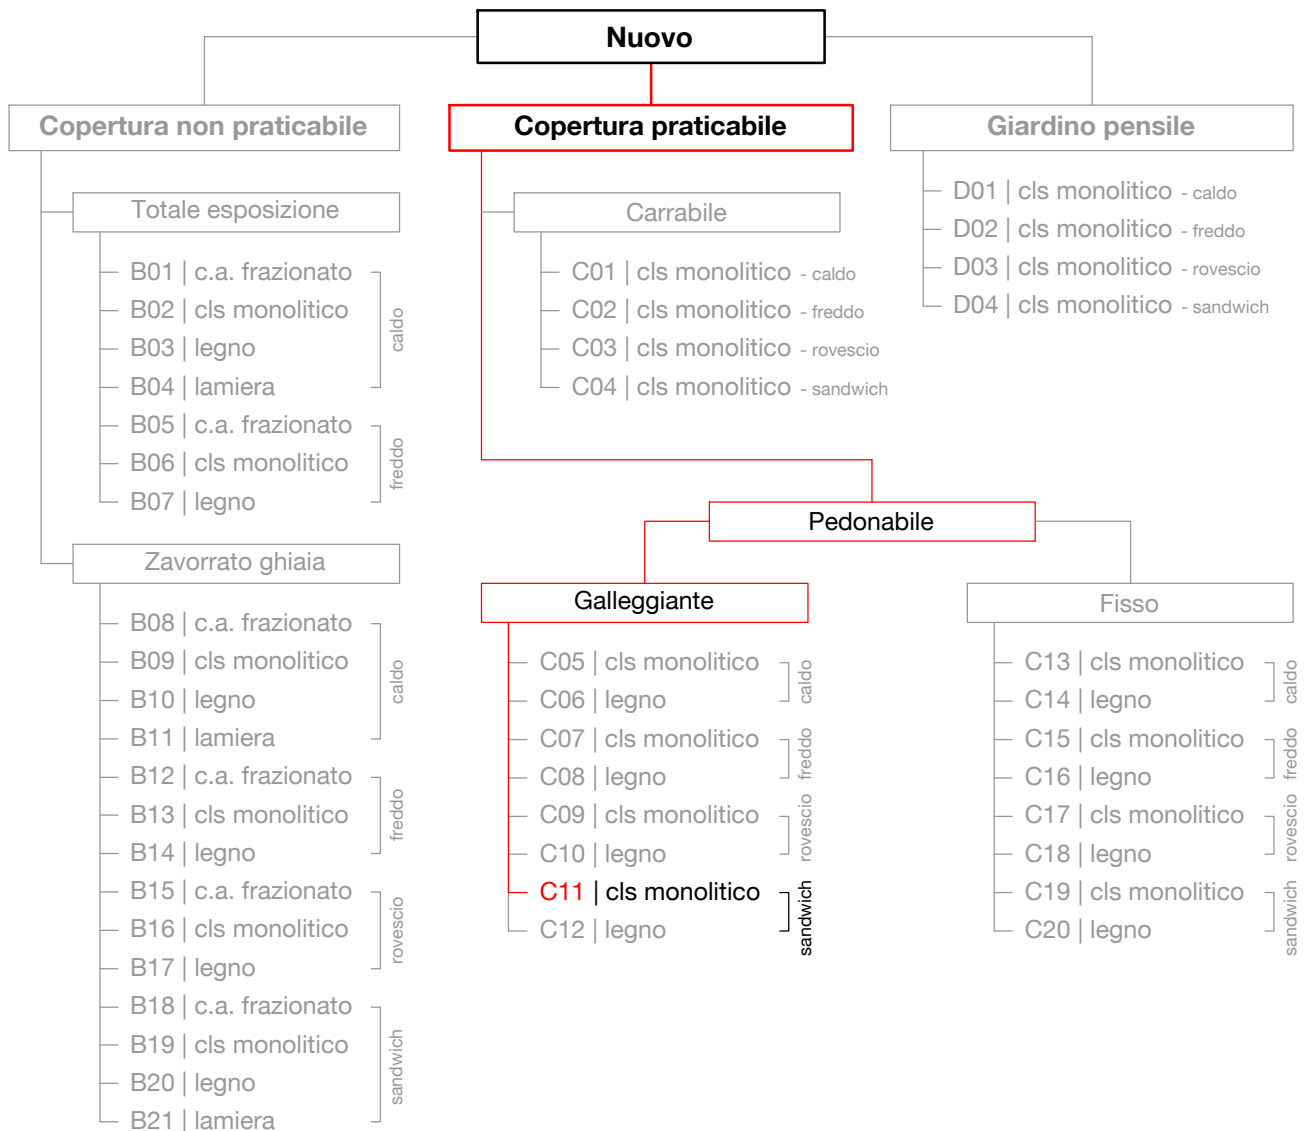 Nuovo
Copertura non praticabile
Totale esposizione
B01 | c.a. frazionato
B02 | cls monolitico
B03 | legno
B04 | lamiera
caldo
B05 | c.a. frazionato
B06 | cls monolitico
B07 | legno
freddo
Zavorrato ghiaia
B08 | c.a. frazionato
B09 | cls monolitico
B10 | legno
B11 | lamiera
caldo
B12 | c.a. frazionato
B13 | cls monolitico
B14 | legno
freddo
B15 | c.a. frazionato
B16 | cls monolitico
B17 | legno
rovescio
B18 | c.a. frazionato
B19 | cls monolitico
B20 | legno
B21 | lamiera
sandwich
Copertura praticabile
Carrabile
C01 | cls monolitico - caldo
C02 | cls monolitico - freddo
C03 | cls monolitico - rovescio
C04 | cls monolitico - sandwich
Pedonabile
Galleggiante
C05 | cls monolitico
C06 | legno
caldo
C07 | cls monolitico
C08 | legno
freddo
C09 | cls monolitico
C10 | legno
rovescio
C11 | cls monolitico
C12 | legno
sandwich
Fisso
C13 | cls monolitico
C14 | legno
caldo
C15 | cls monolitico
C16 | legno
freddo
C17 | cls monolitico
C18 | legno
rovescio
C19 | cls monolitico
C20 | legno
sandwich
Giardino pensile
D01 | cls monolitico - caldo
D02 | cls monolitico - freddo
D03 | cls monolitico - rovescio
D04 | cls monolitico - sandwich